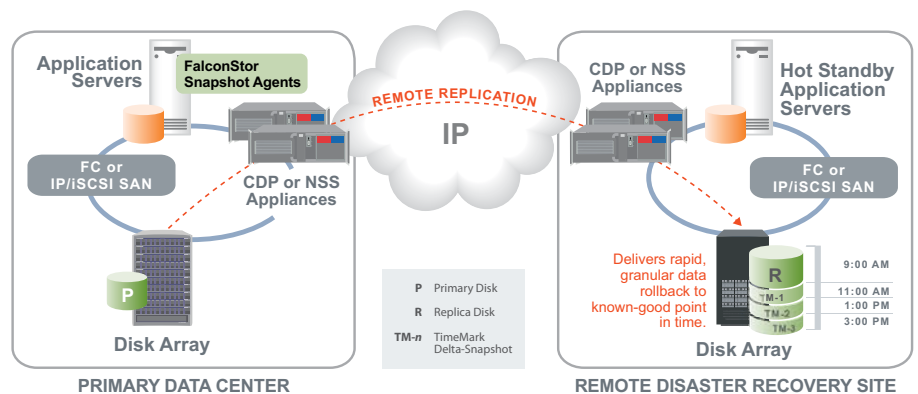 Application
Servers
FalconStor
Snapshot Agents
FC or
IP/iSCSI SAN
CDP or NSS
Appliances
P
Disk Array
PRIMARY DATA CENTER
REMOTE REPLICATION
IP
P Primary Disk
R Replica Disk
TM-n TimeMark
Delta-Snapshot
CDP or NSS
Appliances
Hot Standby
Application
Servers
FC or
IP/iSCSI SAN
Delivers rapid,
granular data
rollback to
known-good point
in time.
R
TM-1
TM-2
TM-3
9:00 AM
11:00 AM
1:00 PM
3:00 PM
Disk Array
REMOTE DISASTER RECOVERY SITE